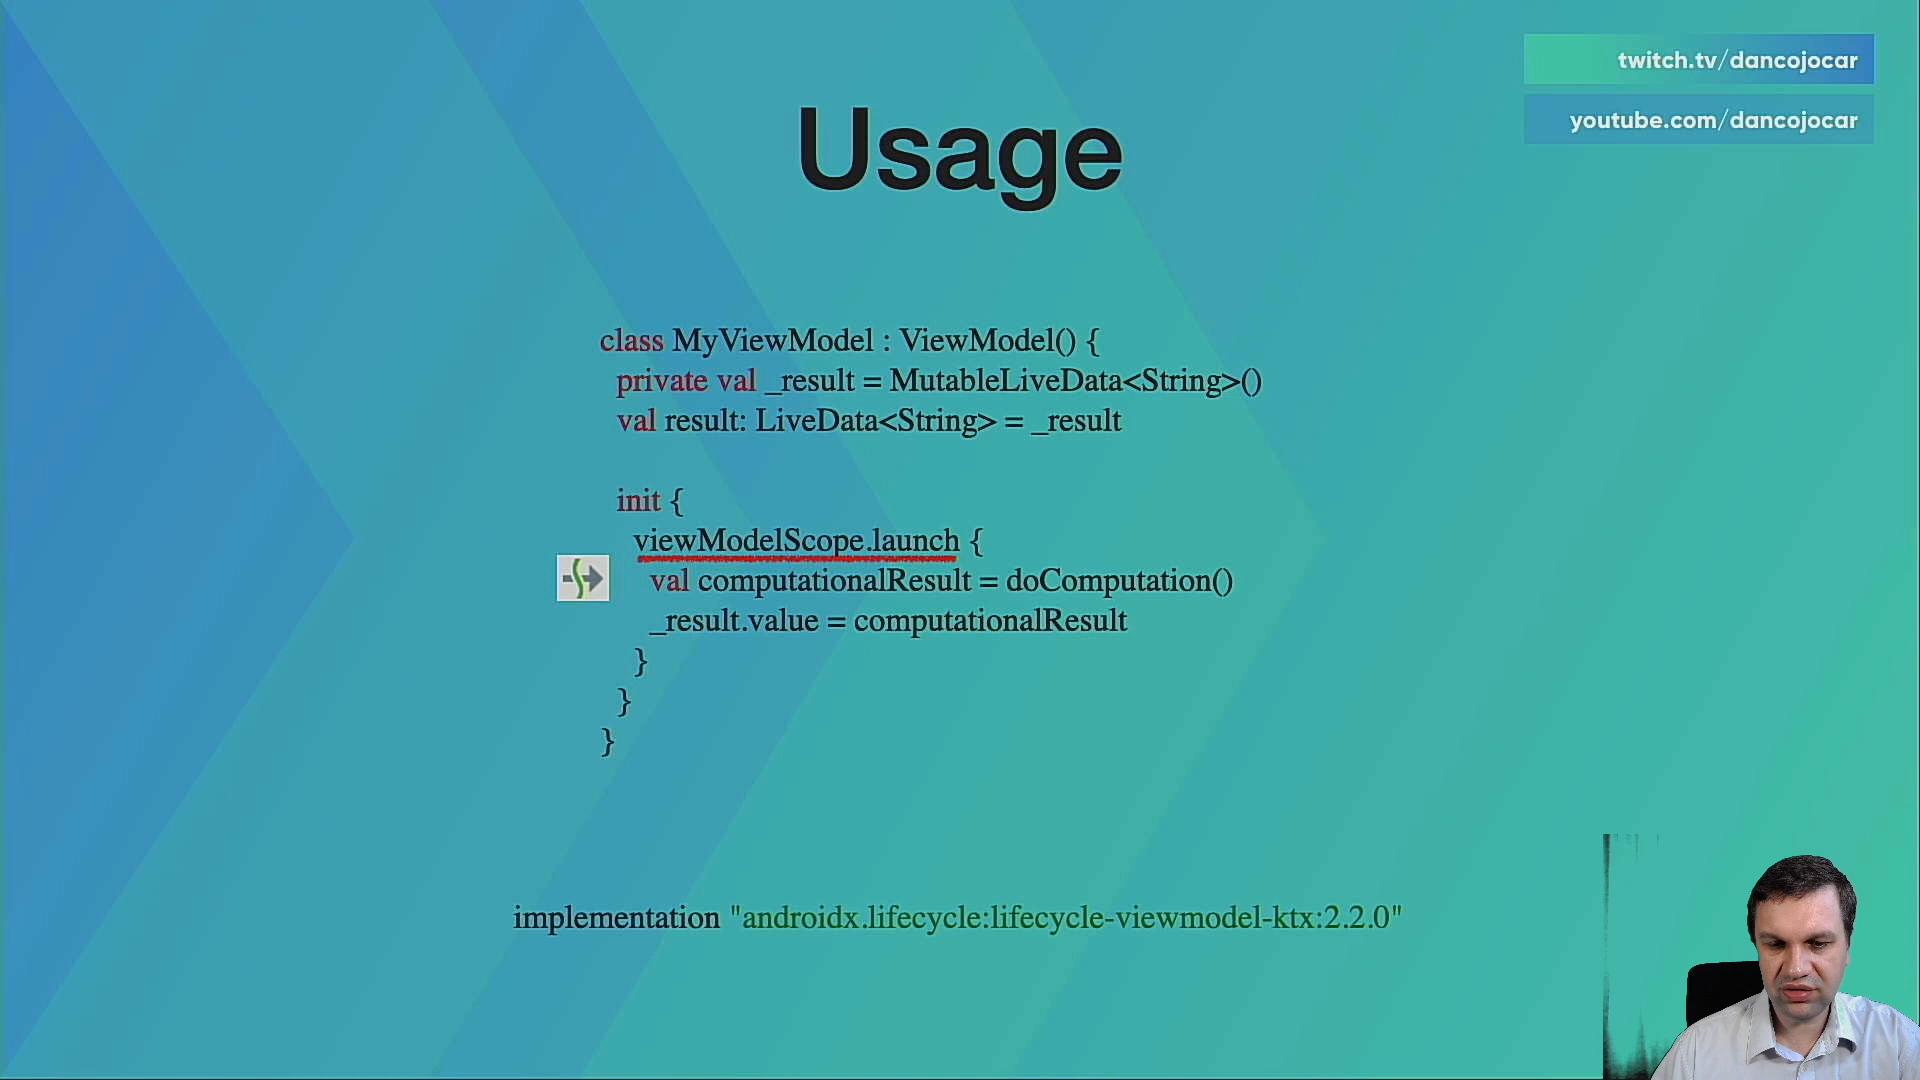 twitch.tv/dancojocar
youtube.com/dancojocar
Usage
class MyViewModel : ViewModel() {
private val _result = MutableLiveData<String>()
val result: LiveData<String> = _result
init {
viewModelScope.launch {
val computationalResult = doComputation()
_result.value = computationalResult
}
}
}
implementation "androidx.lifecycle:lifecycle-viewmodel-ktx:2.2.0"